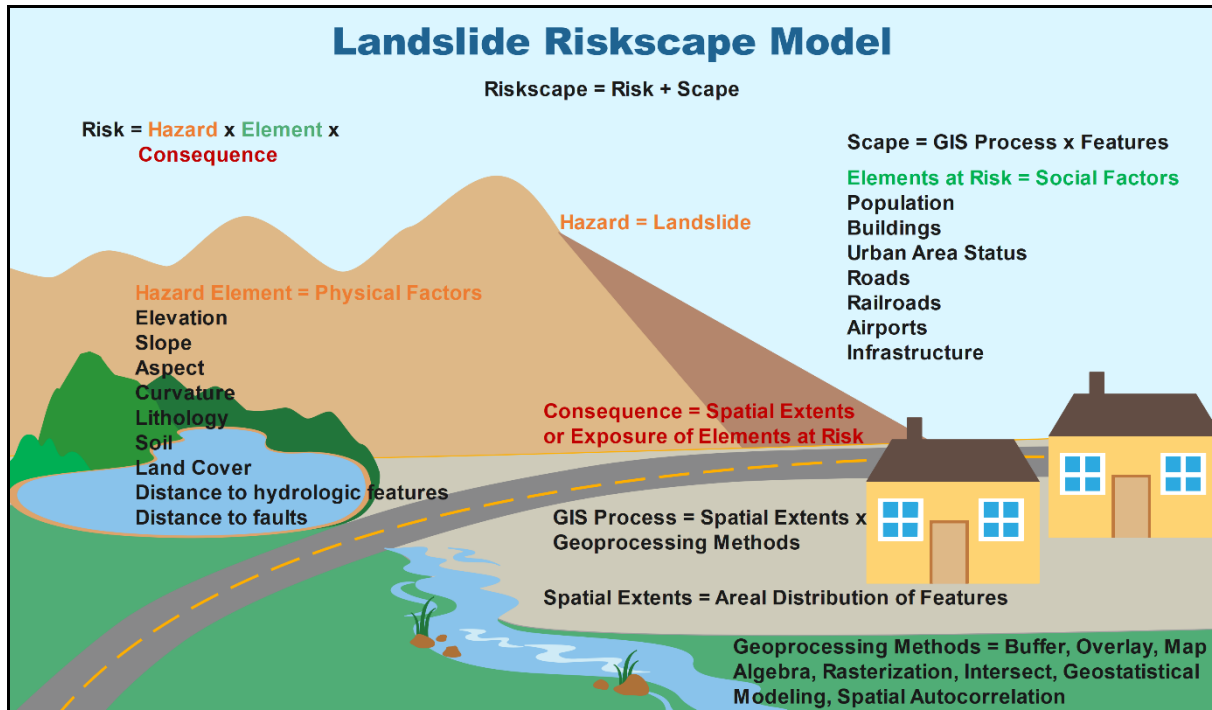 Landslide Riskscape Model
Riskscape = Risk + Scape
Risk = Hazard x Element x
Consequence
Scape = GIS Process x Features
Elements at Risk = Social Factors
Population
Buildings
Urban Area Status
Roads
Railroads
Airports
Infrastructure
Hazard = Landslide
Hazard Element = Physical Factors
Elevation
Slope
Aspect
Curvature
Lithology
Soil
Land Cover
Distance to hydrologic features
Distance to faults
Consequence = Spatial Extents
or Exposure of Elements at Risk
GIS Process = Spatial Extents x
Geoprocessing Methods
Spatial Extents = Areal Distribution of Features
Geoprocessing Methods = Buffer, Overlay, Map
Algebra, Rasterization, Intersect, Geostatistical
Modeling, Spatial Autocorrelation